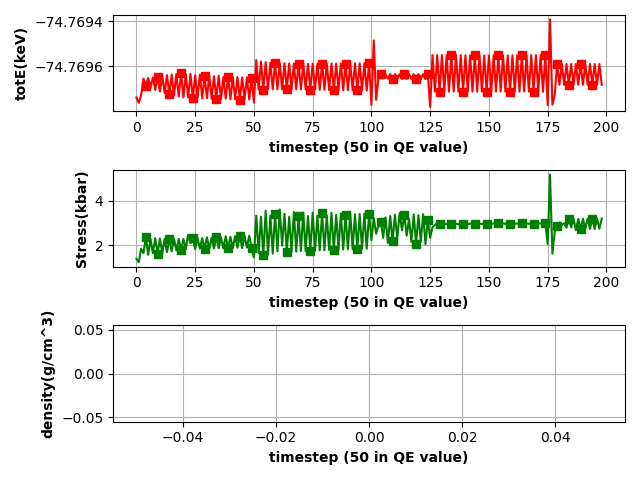 totE(keV)
−74.7694
−74.7696
0 25 50 75 100 125 150 175 200
timestep (50 in QE value)
Stress(kbar)
4
2
0 25 50 75 100 125 150 175 200
timestep (50 in QE value)
density(g/cm^3)
0.05
0.00
−0.05
−0.04 −0.02 0.00 0.02 0.04
timestep (50 in QE value)